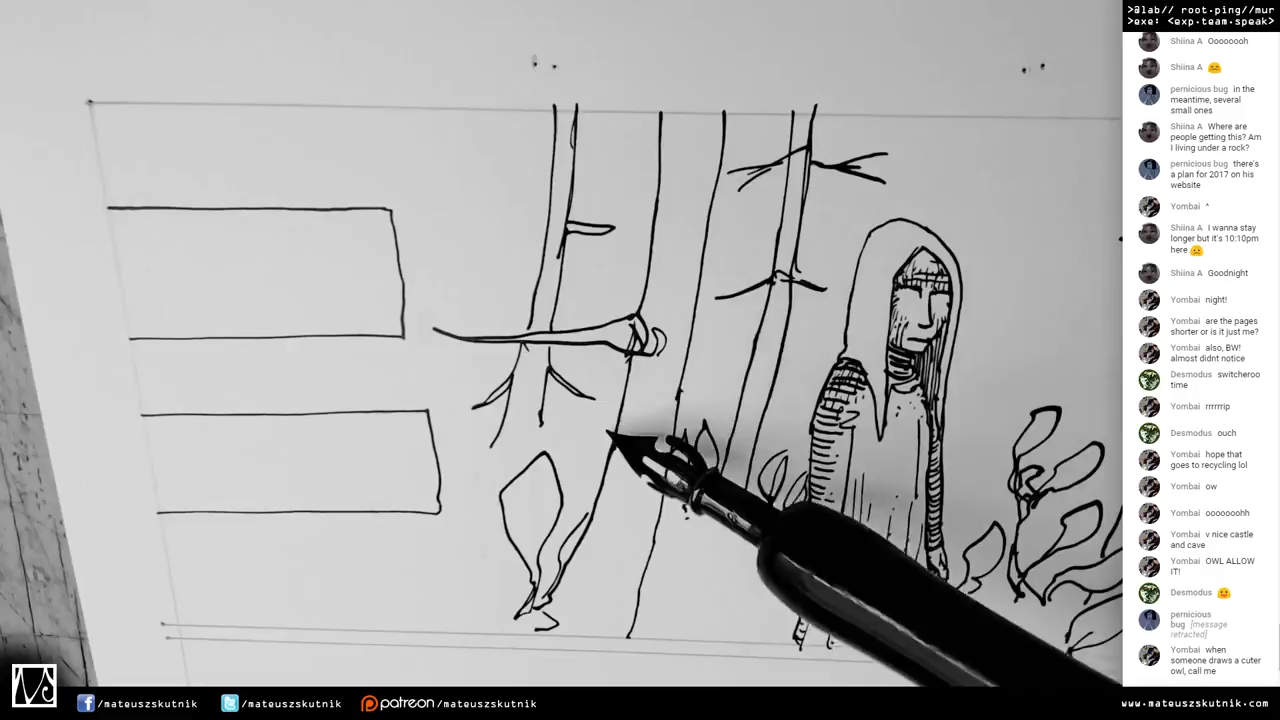 >@lab// root.ping//mur
>exe: <exp.team.speak>
Shiina A Oooooooh
Shiina A
pernicious bug in the
meantime, several
small ones
Shiina A Where are
people getting this? Am
I living under a rock?
pernicious bug there's
a plan for 2017 on his
website
Yombai ^
Shiina A I wanna stay
longer but it's 10:10pm
here
Shiina A Goodnight
Yombai night!
Yombai are the pages
shorter or is it just me?
Yombai also, BW!
almost didnt notice
Desmodus switcheroo
time
Yombai rrrrrrip
Desmodus ouch
Yombai hope that
goes to recycling lol
Yombai ow
Yombai ooooooohh
Yombai v nice castle
and cave
Yombai OWL ALLOW
IT!
Desmodus
pernicious
bug [message
retracted]
Yombai when
someone draws a cuter
owl, call me
/mateuszskutnik /mateuszskutnik patreon/mateuszskutnik www.mateuszskutnik.com